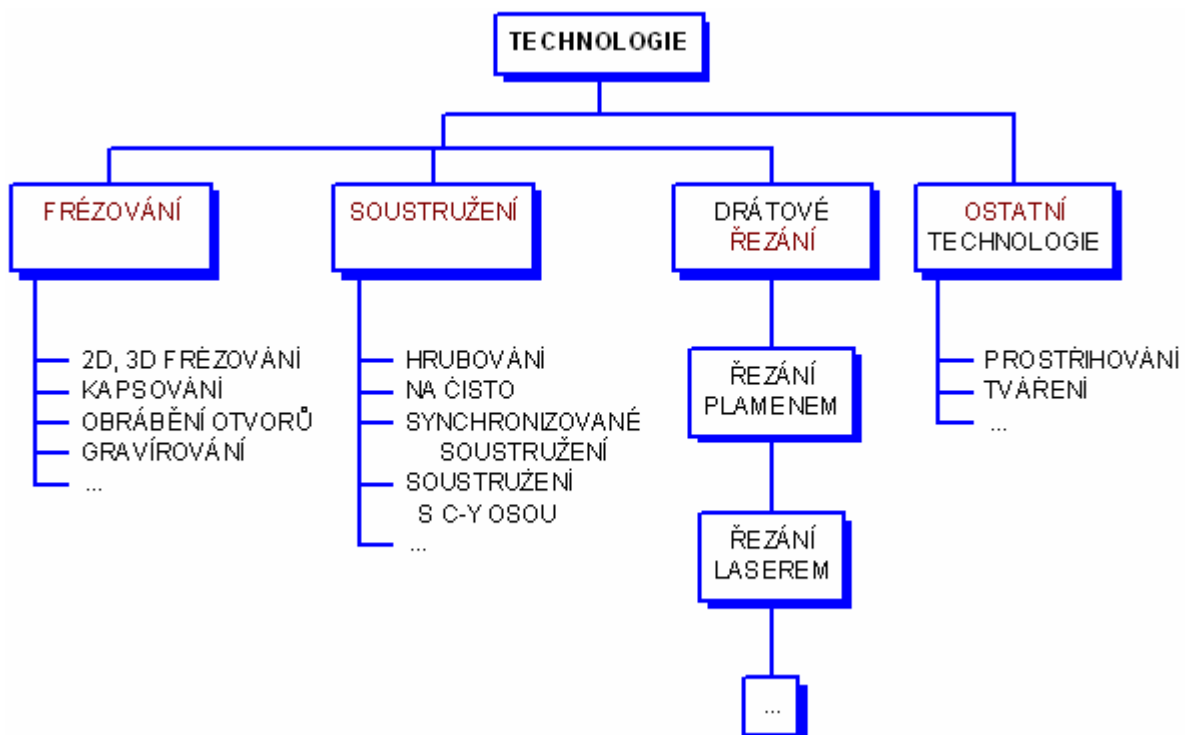 TECHNOLOGIE
FRÉZOVÁNÍ
2D, 3D FRÉZOVÁNÍ
KAPSOVÁNÍ
OBRÁBĚNÍ OTVORŮ
GRAVÍROVÁNÍ
...
SOUSTRUŽENÍ
HRUBOVÁNÍ
NA ČISTO
SYNCHRONIZOVANÉ
SOUSTRUŽENÍ
SOUSTRUŽENÍ
S C-Y OSOU
...
DRÁTOVÉ
ŘEZÁNÍ
ŘEZÁNÍ
PLAMENEM
ŘEZÁNÍ
LASEREM
...
OSTATNÍ
TECHNOLOGIE
PROSTŘIHOVÁNÍ
TVÁŘENÍ
...